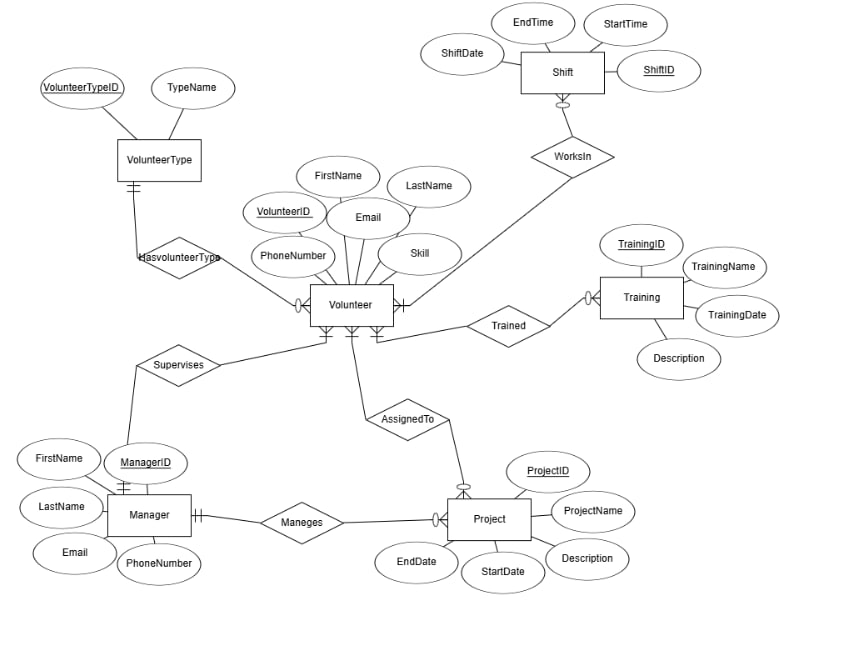 EndTime
StartTime
ShiftDate
Shift
ShiftID
VolunteerTypeID
TypeName
VolunteerType
WorksIn
FirstName
LastName
VolunteerID
Email
PhoneNumber
Skill
HasvolunteerType
TrainingID
TrainingName
Training
TrainingDate
Description
Volunteer
Trained
Supervises
AssignedTo
FirstName
ManagerID
LastName
Manager
Email
PhoneNumber
Maneges
ProjectID
ProjectName
Project
Description
EndDate
StartDate